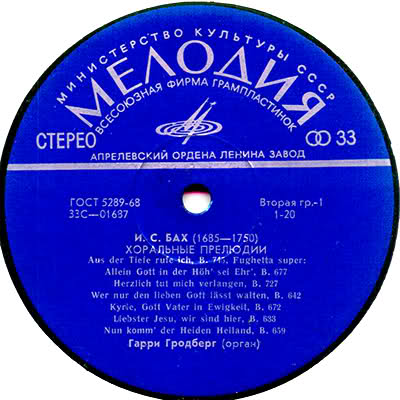 МИНИСТЕРСТВО КУЛЬТУРЫ СССР
МЕЛОДИЯ
ВСЕСОЮЗНАЯ ФИРМА ГРАМПЛАСТИНОК
СТЕРЕО 33
АПРЕЛЕВСКИЙ ОРДЕНА ЛЕНИНА ЗАВОД
ГОСТ 5289-68 Вторая гр.-1
33С—01687 1-20
И. С. БАХ (1685—1750)
ХОРАЛЬНЫЕ ПРЕЛЮДИИ
Aus der Tiefe rufe ich, B. 745, Fughetta super:
Allein Gott in der Höh' sei Ehr', B. 677
Herzlich tut mich verlangen, B. 727
Wer nur den lieben Gott lässt walten, B. 642
Kyrie, Gott Vater in Ewigkeit, B. 672
Liebster Jesu, wir sind hier, B. 633
Nun komm' der Heiden Heiland, B. 659
Гарри Гродберг (орган)